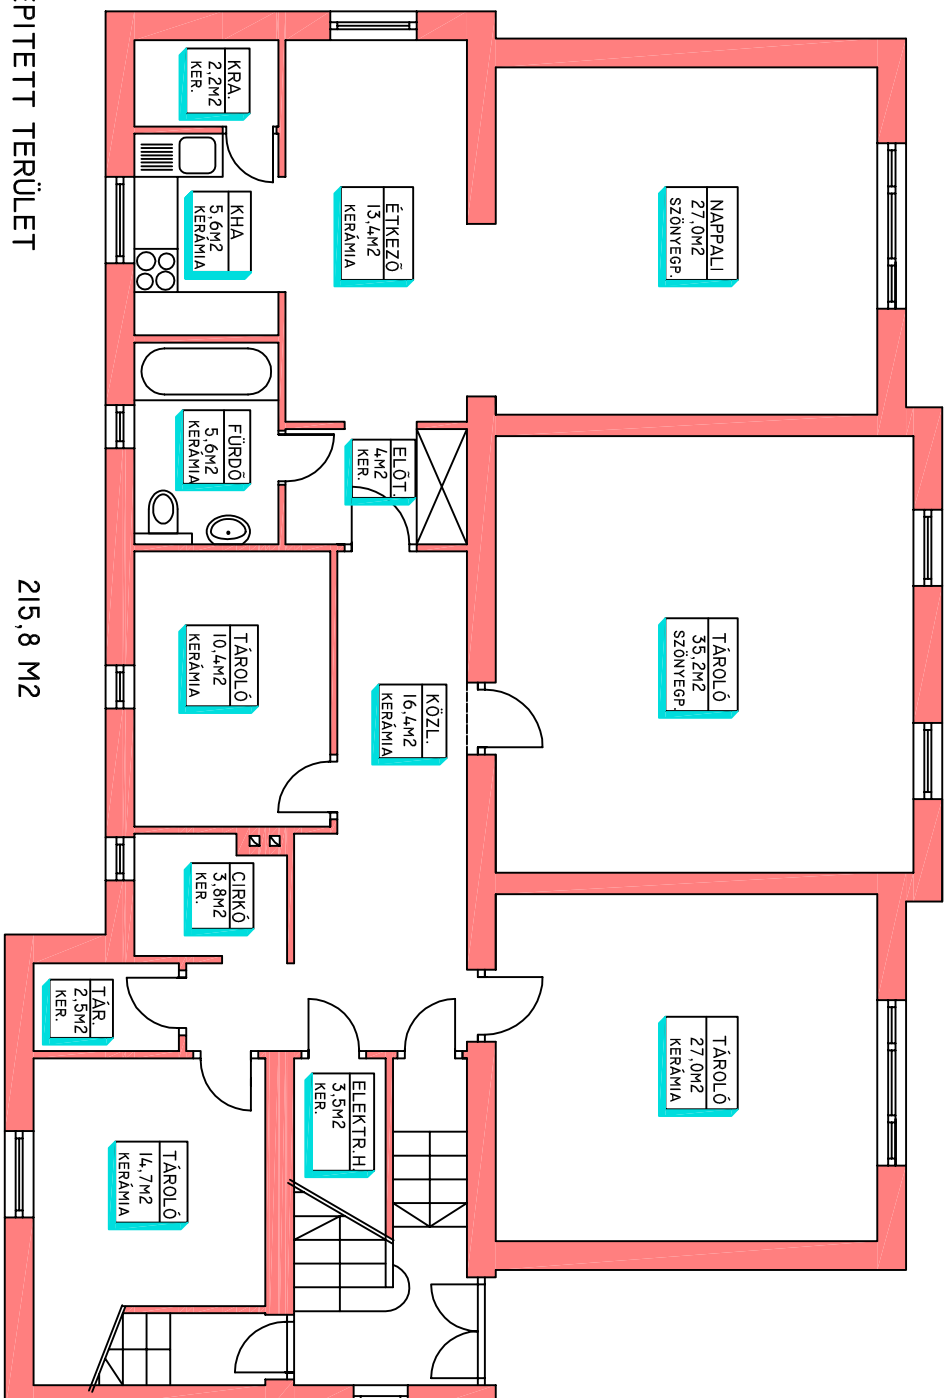 KRA.
2,2M2
KER.
KHA
5,6M2
KERÁMIA
ÉTKEZŐ
13,4M2
KERÁMIA
NAPPALI
27,0M2
SZÖNYEGP.
FÜRDŐ
5,6M2
KERÁMIA
ELŐT.
4M2
KER.
TÁROLÓ
10,4M2
KERÁMIA
KÖZL.
16,4M2
KERÁMIA
TÁROLÓ
35,2M2
SZÖNYEGP.
CIRKÓ
3,8M2
KER.
TÁR.
2,5M2
KER.
ELEKTR.H.
3,5M2
KER.
TÁROLÓ
27,0M2
KERÁMIA
TÁROLÓ
14,7M2
KERÁMIA
ÉPITETT TERÜLET 215,8 M2